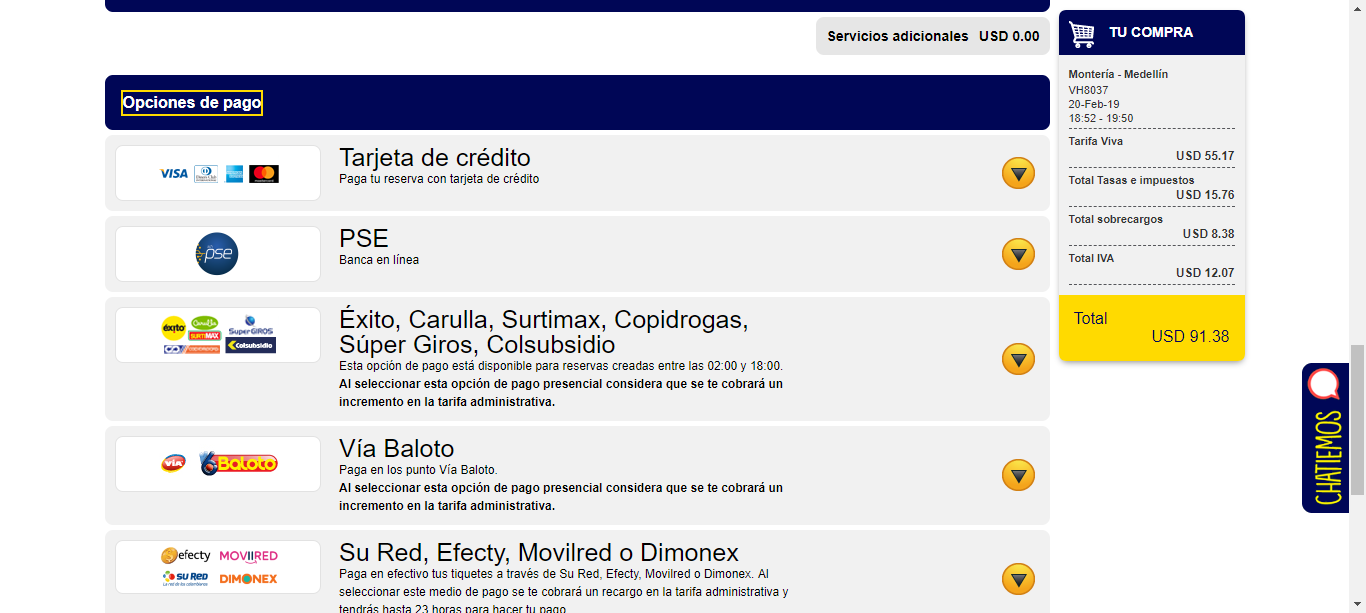 Servicios adicionales USD 0.00
TU COMPRA
Montería - Medellín
VH8037
20-Feb-19
18:52 - 19:50
Tarifa Viva
USD 55.17
Total Tasas e impuestos
USD 15.76
Total sobrecargos
USD 8.38
Total IVA
USD 12.07
Total
USD 91.38
Opciones de pago
VISA
Tarjeta de crédito
Paga tu reserva con tarjeta de crédito
pse
PSE
Banca en línea
éxito
Carulla
SURTIMAX
SuperGIROS
Colsubsidio
Éxito, Carulla, Surtimax, Copidrogas,
Súper Giros, Colsubsidio
Esta opción de pago está disponible para reservas creadas entre las 02:00 y 18:00.
Al seleccionar esta opción de pago presencial considera que se te cobrará un
incremento en la tarifa administrativa.
VIA
Baloto
Vía Baloto
Paga en los punto Vía Baloto.
Al seleccionar esta opción de pago presencial considera que se te cobrará un
incremento en la tarifa administrativa.
efecty MOVIIRED
SU RED DIMONEX
Su Red, Efecty, Movilred o Dimonex
Paga en efectivo tus tiquetes a través de Su Red, Efecty, Movilred o Dimonex. Al
seleccionar este medio de pago se te cobrará un recargo en la tarifa administrativa y
tendrás hasta 23 horas para hacer tu pago
CHATIEMOS